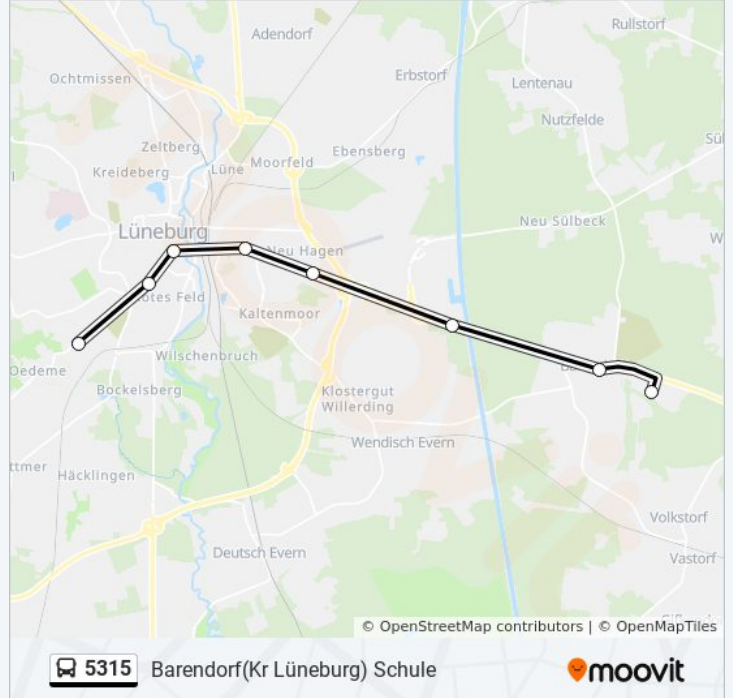 Rullstorf
Adendorf
Ochtmissen
Erbstorf
Lentenau
Nutzfelde
Zeltberg
Ebensberg
Moorfeld
Kreideberg
Lüne
Neu Sülbeck
Lüneburg
Neu Hagen
otes Feld
Kaltenmoor
Wilschenbruch
Oedeme
Bockelsberg
Klostergut
Willerding
Wendisch Evern
ttmer
Häcklingen
Volkstorf
Deutsch Evern
Vastorf
© OpenStreetMap contributors | © OpenMapTiles
5315 Barendorf(Kr Lüneburg) Schule
moovit